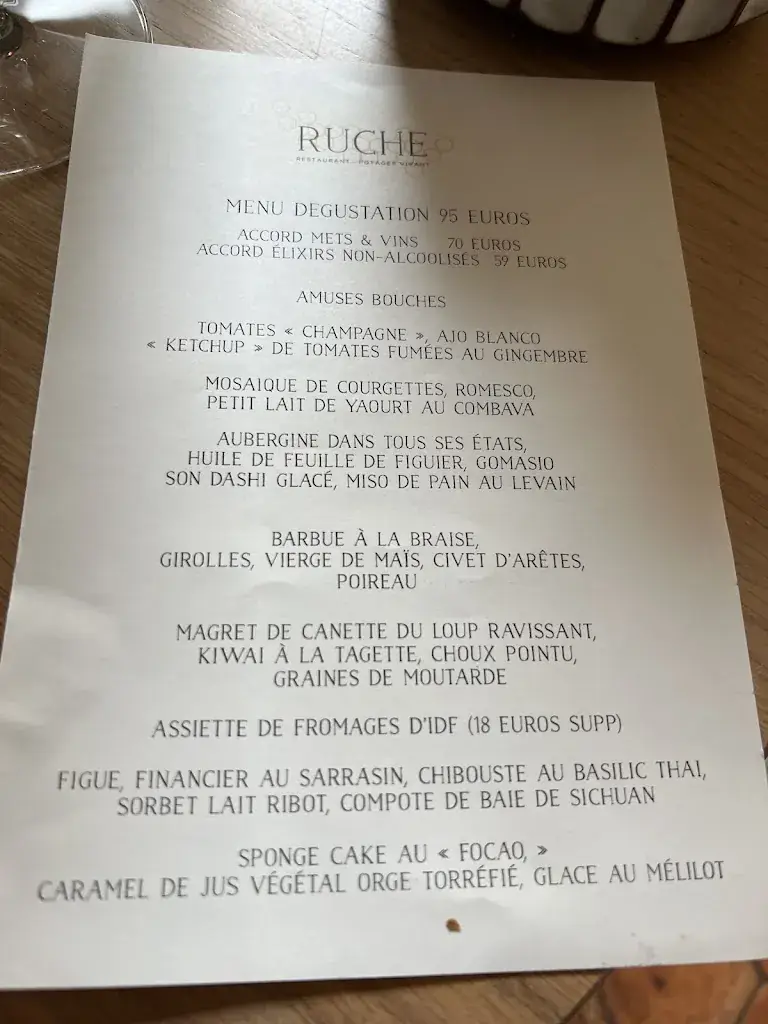 RUCHE
RESTAURANT - POTAGER VIVANT
MENU DEGUSTATION 95 EUROS
ACCORD METS & VINS 70 EUROS
ACCORD ÉLIXIRS NON-ALCOOLISÉS 59 EUROS
AMUSES BOUCHES
TOMATES « CHAMPAGNE », AJO BLANCO
« KETCHUP » DE TOMATES FUMÉES AU GINGEMBRE
MOSAIQUE DE COURGETTES, ROMESCO,
PETIT LAIT DE YAOURT AU COMBAVA
AUBERGINE DANS TOUS SES ÉTATS,
HUILE DE FEUILLE DE FIGUIER, GOMASIO
SON DASHI GLACÉ, MISO DE PAIN AU LEVAIN
BARBUE À LA BRAISE,
GIROLLES, VIERGE DE MAÏS, CIVET D'ARÊTES,
POIREAU
MAGRET DE CANETTE DU LOUP RAVISSANT,
KIWAI À LA TAGETTE, CHOUX POINTU,
GRAINES DE MOUTARDE
ASSIETTE DE FROMAGES D'IDF (18 EUROS SUPP)
FIGUE, FINANCIER AU SARRASIN, CHIBOUSTE AU BASILIC THAI,
SORBET LAIT RIBOT, COMPOTE DE BAIE DE SICHUAN
SPONGE CAKE AU « FOCAO, »
CARAMEL DE JUS VÉGÉTAL ORGE TORRÉFIÉ, GLACE AU MÉLILOT